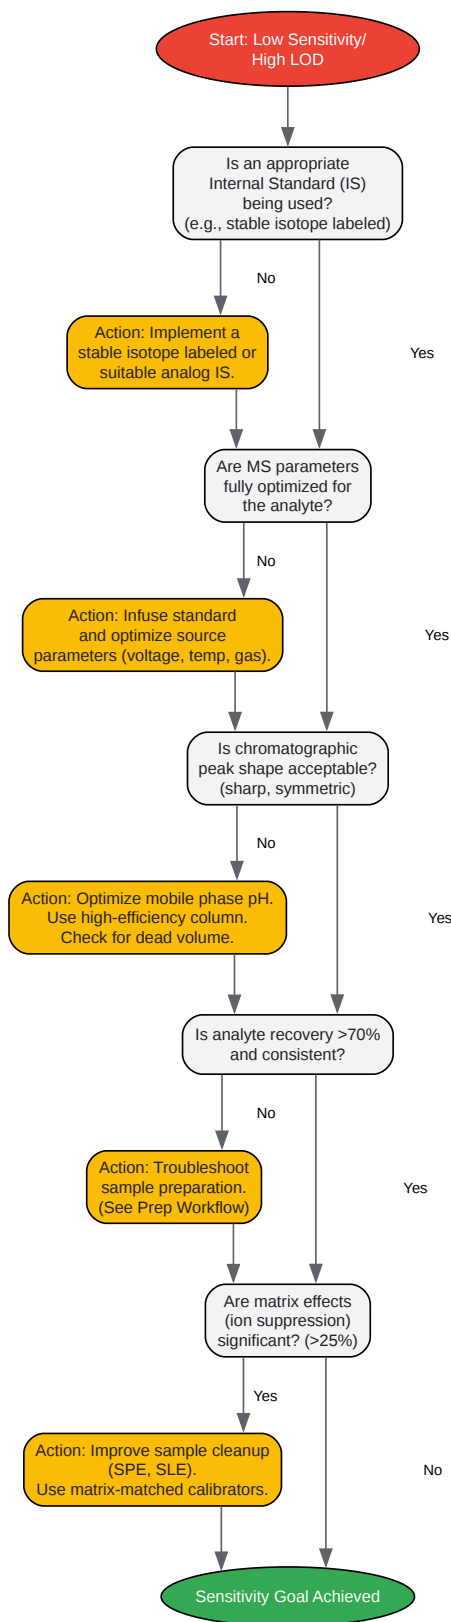 Start: Low Sensitivity/
High LOD
Is an appropriate
Internal Standard (IS)
being used?
(e.g., stable isotope labeled)
No
Action: Implement a
stable isotope labeled or
suitable analog IS.
Yes
Are MS parameters
fully optimized for
the analyte?
No
Action: Infuse standard
and optimize source
parameters (voltage, temp, gas).
Yes
Is chromatographic
peak shape acceptable?
(sharp, symmetric)
No
Action: Optimize mobile phase pH.
Use high-efficiency column.
Check for dead volume.
Yes
Is analyte recovery >70%
and consistent?
No
Action: Troubleshoot
sample preparation.
(See Prep Workflow)
Yes
Are matrix effects
(ion suppression)
significant? (>25%)
Yes
Action: Improve sample cleanup
(SPE, SLE).
Use matrix-matched calibrators.
No
Sensitivity Goal Achieved